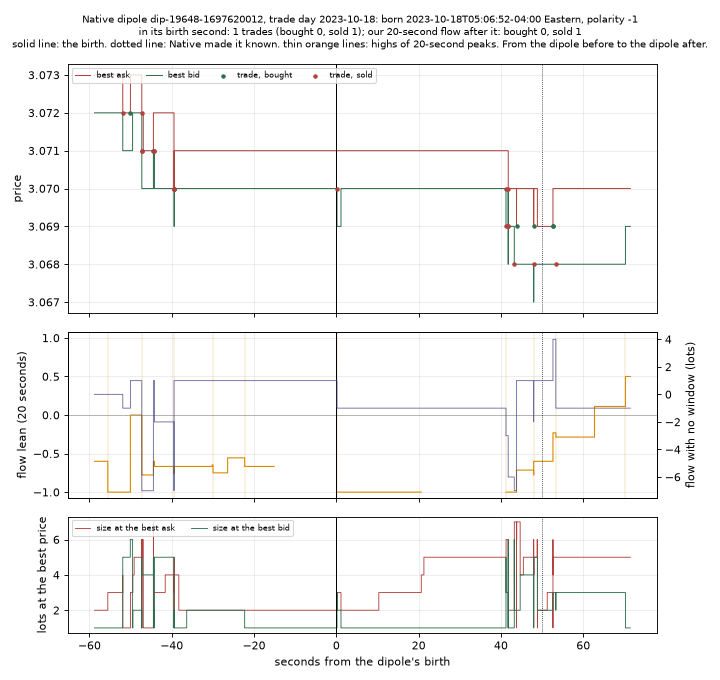 Native dipole dip-19648-1697620012, trade day 2023-10-18: born 2023-10-18T05:06:52-04:00 Eastern, polarity -1
in its birth second: 1 trades (bought 0, sold 1); our 20-second flow after it: bought 0, sold 1
solid line: the birth. dotted line: Native made it known. thin orange lines: highs of 20-second peaks. From the dipole before to the dipole after.
best ask
best bid
trade, bought
trade, sold
3.073
3.072
3.071
3.070
3.069
3.068
3.067
price
1.0
0.5
0.0
−0.5
−1.0
flow lean (20 seconds)
4
2
0
−2
−4
−6
flow with no window (lots)
size at the best ask
size at the best bid
6
4
2
lots at the best price
−60
−40
−20
0
20
40
60
seconds from the dipole's birth